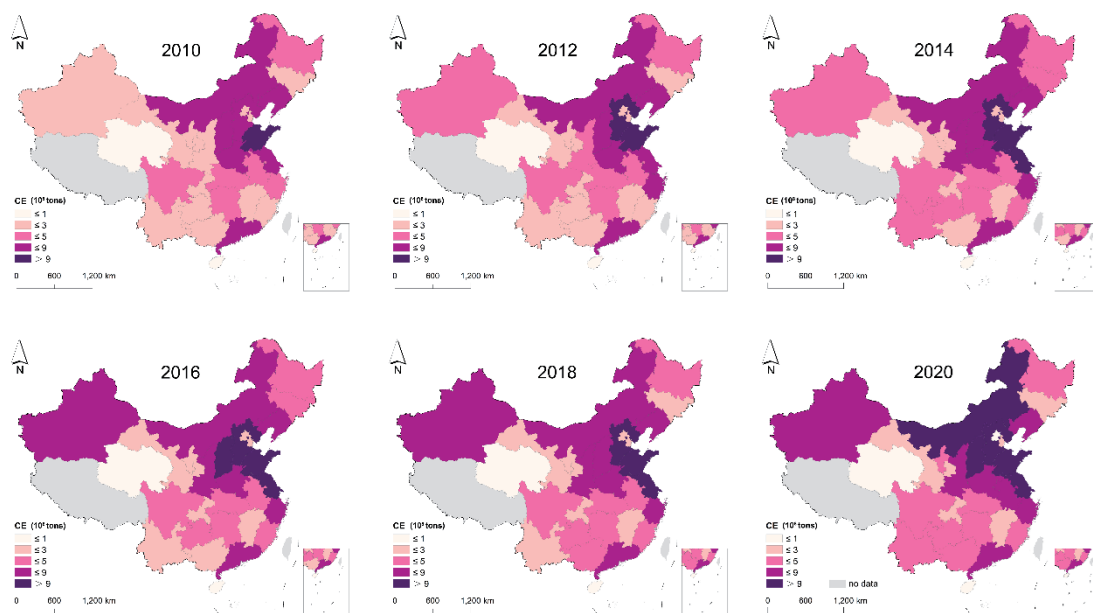 N
2010
CE (10⁸ tons)
≤ 1
≤ 3
≤ 5
≤ 9
> 9
0 600 1,200 km
N
2012
CE (10⁸ tons)
≤ 1
≤ 3
≤ 5
≤ 9
> 9
0 600 1,200 km
N
2014
CE (10⁸ tons)
≤ 1
≤ 3
≤ 5
≤ 9
> 9
0 600 1,200 km
N
2016
CE (10⁸ tons)
≤ 1
≤ 3
≤ 5
≤ 9
> 9
0 600 1,200 km
N
2018
CE (10⁸ tons)
≤ 1
≤ 3
≤ 5
≤ 9
> 9
0 600 1,200 km
N
2020
CE (10⁸ tons)
≤ 1
≤ 3
≤ 5
≤ 9
> 9
no data
0 600 1,200 km